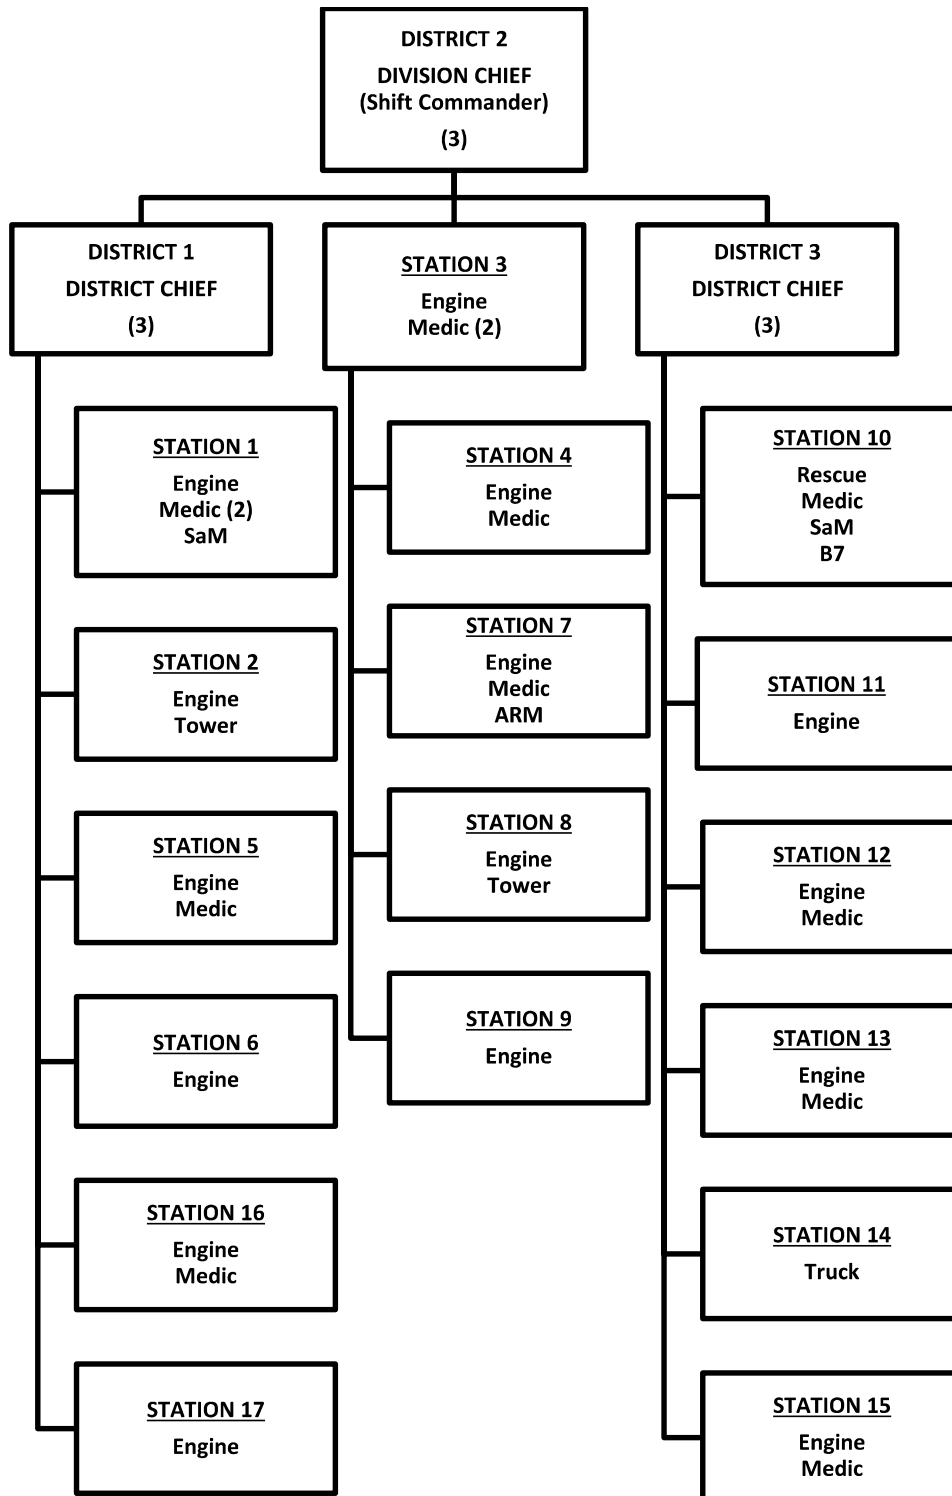 DISTRICT 2
DIVISION CHIEF
(Shift Commander)
(3)
DISTRICT 1
DISTRICT CHIEF
(3)
STATION 1
Engine
Medic (2)
SaM
STATION 2
Engine
Tower
STATION 5
Engine
Medic
STATION 6
Engine
STATION 16
Engine
Medic
STATION 17
Engine
STATION 3
Engine
Medic (2)
STATION 4
Engine
Medic
STATION 7
Engine
Medic
ARM
STATION 8
Engine
Tower
STATION 9
Engine
DISTRICT 3
DISTRICT CHIEF
(3)
STATION 10
Rescue
Medic
SaM
B7
STATION 11
Engine
STATION 12
Engine
Medic
STATION 13
Engine
Medic
STATION 14
Truck
STATION 15
Engine
Medic